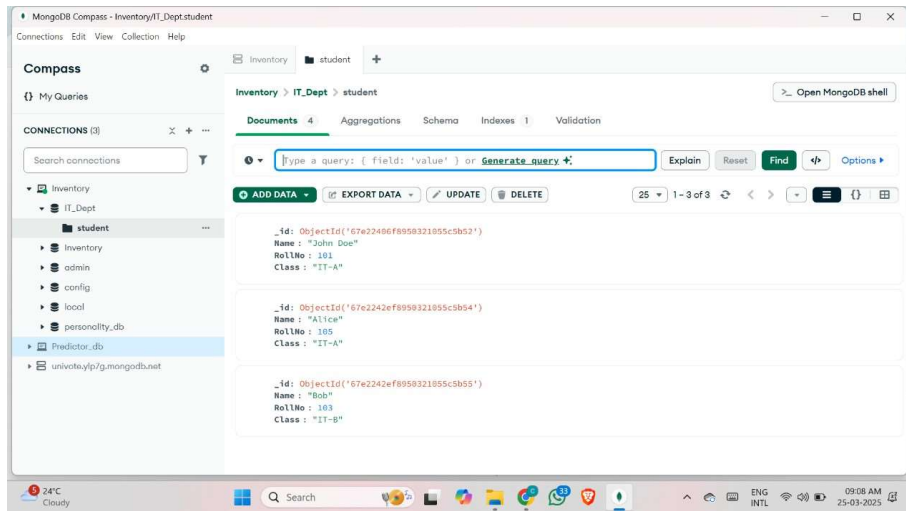 MongoDB Compass - Inventory/IT_Dept.student
Connections Edit View Collection Help
Compass
{} My Queries
CONNECTIONS (3)
Search connections
Inventory
IT_Dept
student
Inventory
admin
config
local
personality_db
Predictor_db
univote.ylp7g.mongodb.net
Inventory student
Inventory > IT_Dept > student
>_ Open MongoDB shell
Documents 4 Aggregations Schema Indexes 1 Validation
Type a query: { field: 'value' } or Generate query
Explain Reset Find </> Options
ADD DATA EXPORT DATA UPDATE DELETE
25 1 – 3 of 3
_id: ObjectId('67e22406f8950321055c5b52')
Name : "John Doe"
RollNo : 101
Class : "IT-A"
_id: ObjectId('67e2242ef8950321055c5b54')
Name : "Alice"
RollNo : 105
Class : "IT-A"
_id: ObjectId('67e2242ef8950321055c5b55')
Name : "Bob"
RollNo : 103
Class : "IT-B"
5
24°C
Cloudy
Search
33
ENG
INTL
09:08 AM
25-03-2025